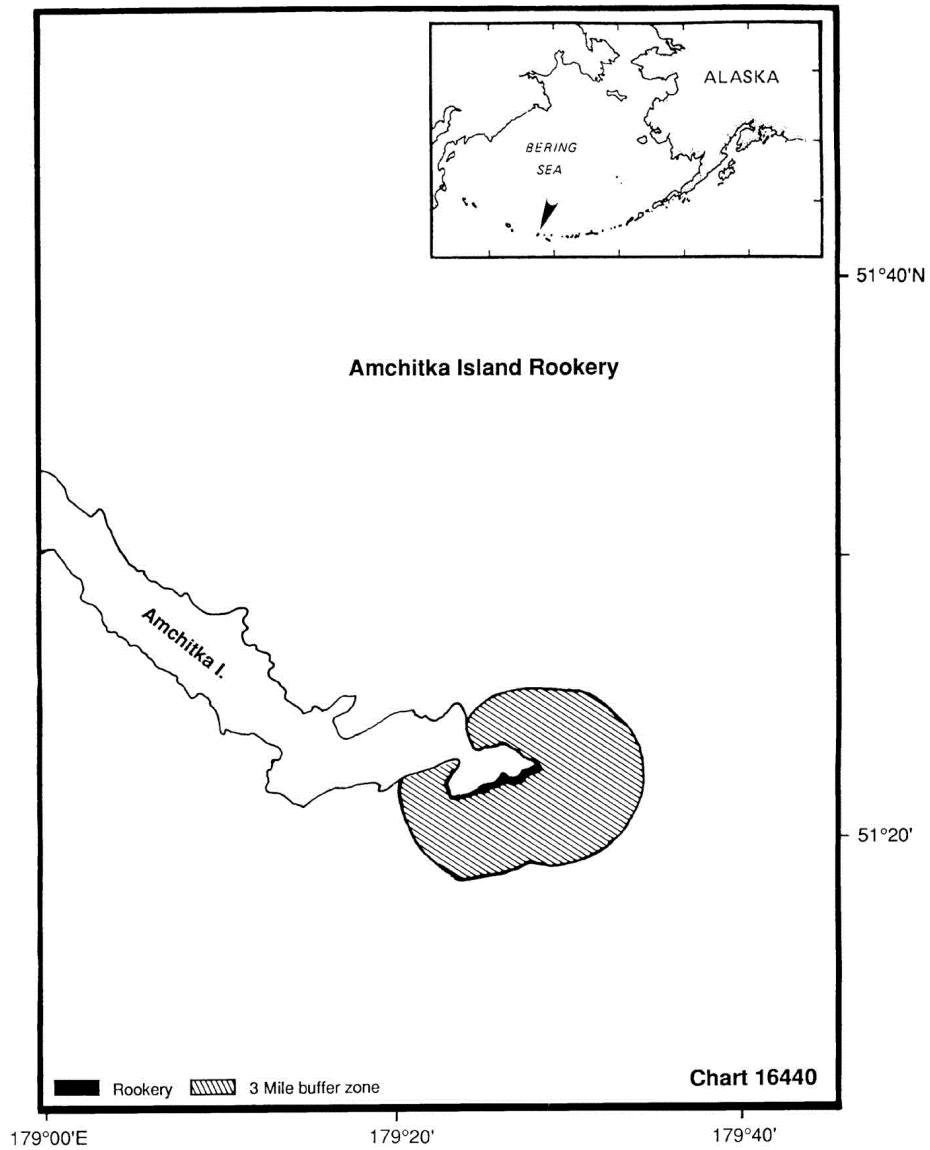 ALASKA
BERING
SEA
51°40'N
Amchitka Island Rookery
Amchitka I.
51°20'
Rookery
3 Mile buffer zone
Chart 16440
179°00'E
179°20'
179°40'